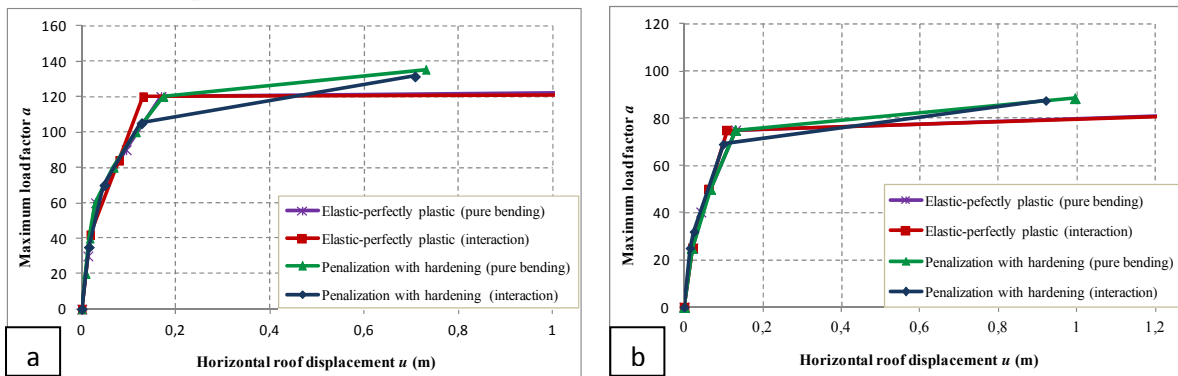 160
140
120
100
80
60
40
20
0
Maximum load factor a
Elastic-perfectly plastic (pure bending)
Elastic-perfectly plastic (interaction)
Penalization with hardening (pure bending)
Penalization with hardening (interaction)
0 0,2 0,4 0,6 0,8 1
Horizontal roof displacement u (m)
a
120
100
80
60
40
20
0
Maximum load factor a
Elastic-perfectly plastic (pure bending)
Elastic-perfectly plastic (interaction)
Penalization with hardening (pure bending)
Penalization with hardening (interaction)
0 0,2 0,4 0,6 0,8 1 1,2
Horizontal roof displacement u (m)
b